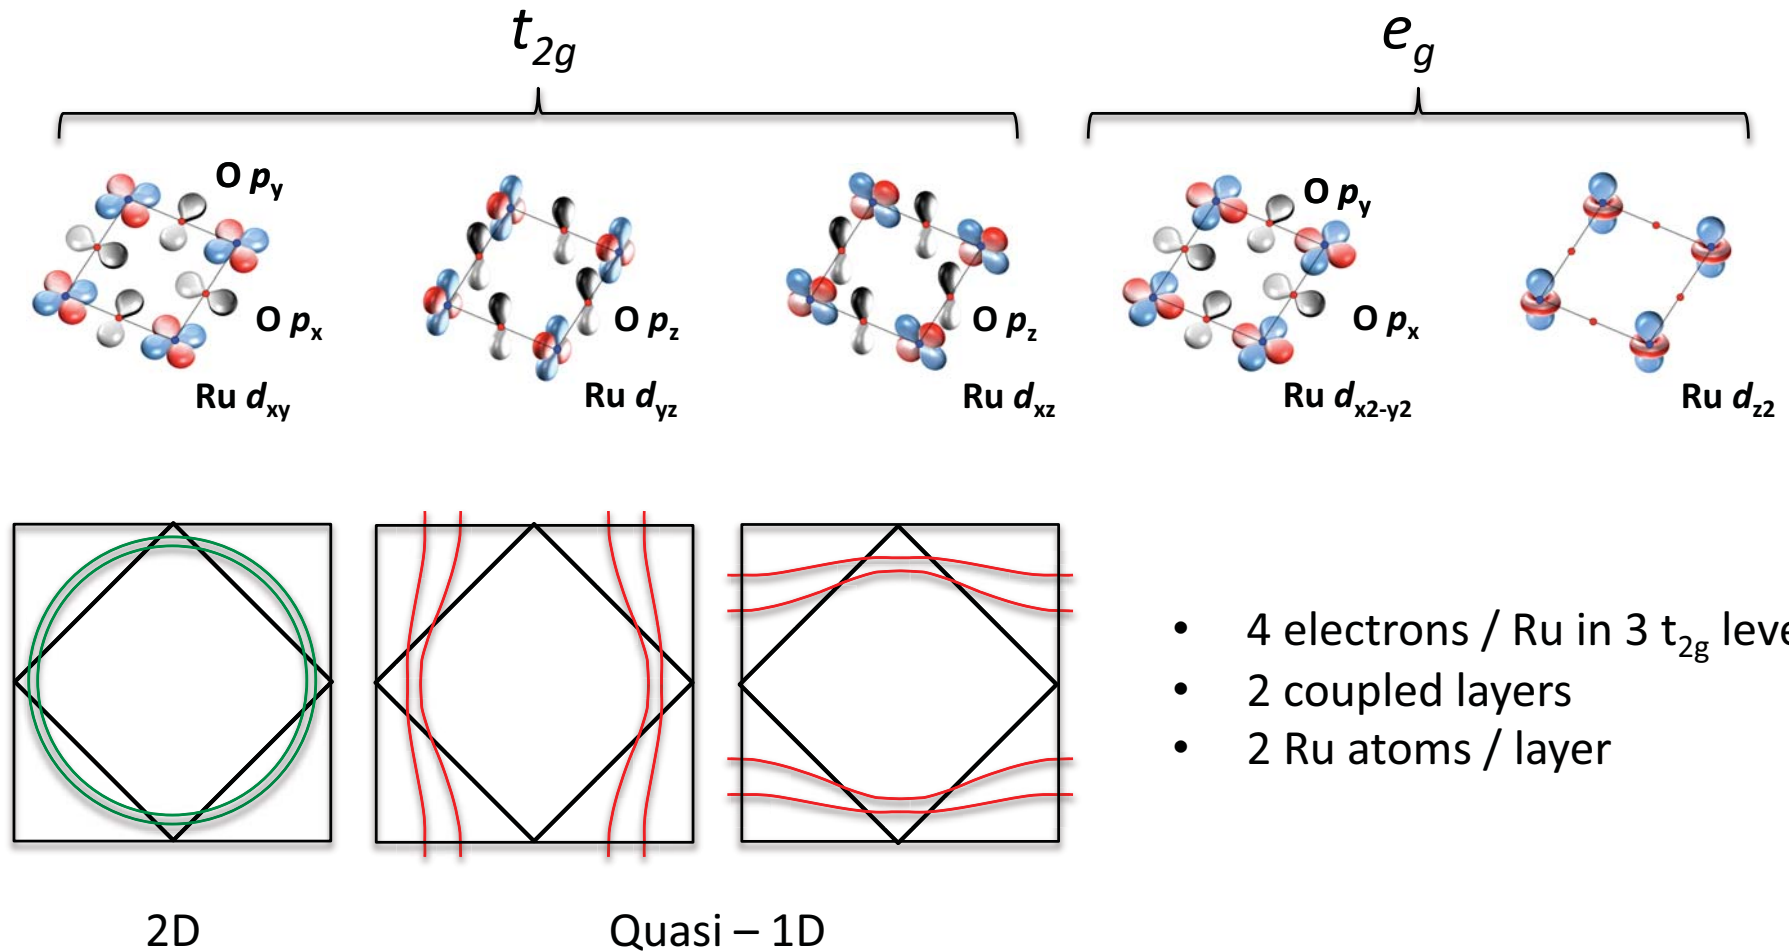 t2g
eg
O py
O px
Ru dxy
O pz
Ru dyz
O pz
Ru dxz
O py
O px
Ru dx2-y2
Ru dz2
• 4 electrons / Ru in 3 t2g leve
• 2 coupled layers
• 2 Ru atoms / layer
2D
Quasi – 1D